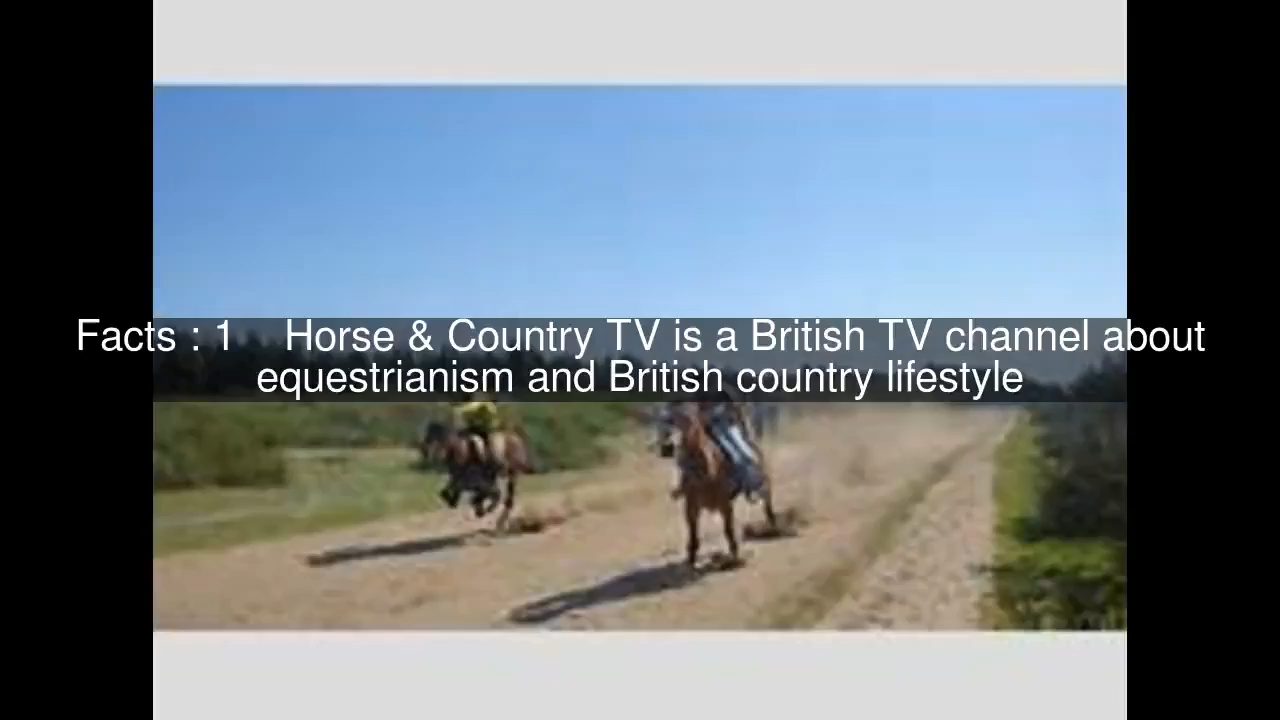 Facts : 1 Horse & Country TV is a British TV channel about
equestrianism and British country lifestyle